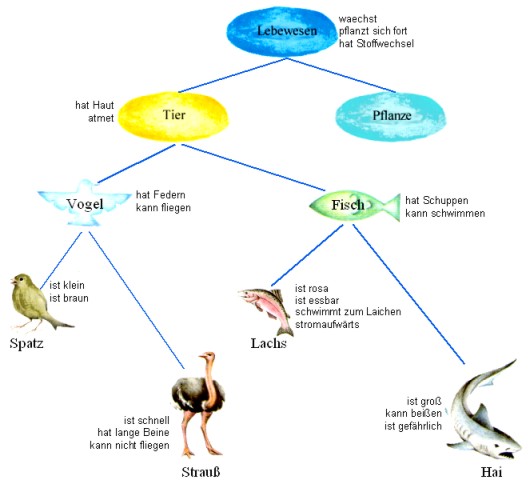 Lebewesen
waechst
pflanzt sich fort
hat Stoffwechsel
hat Haut
atmet
Tier
Pflanze
Vogel
hat Federn
kann fliegen
Fisch
hat Schuppen
kann schwimmen
ist klein
ist braun
Spatz
ist rosa
ist essbar
schwimmt zum Laichen
stromaufwärts
Lachs
ist schnell
hat lange Beine
kann nicht fliegen
Strauß
ist groß
kann beißen
ist gefährlich
Hai